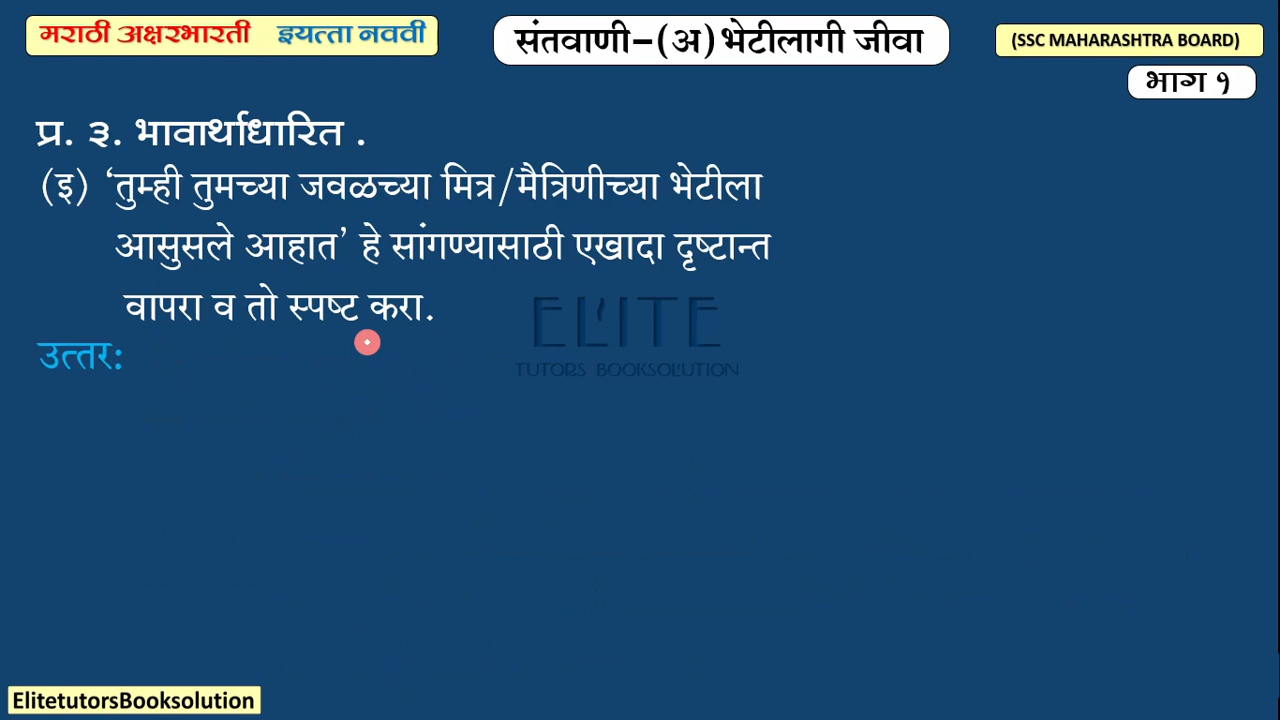 मराठी अक्षरभारती इयत्ता नववी
संतवाणी–(अ) भेटीलागी जीवा
(SSC MAHARASHTRA BOARD)
भाग १
प्र. ३. भावार्थाधारित .
(इ) ‘तुम्ही तुमच्या जवळच्या मित्र/मैत्रिणीच्या भेटीला
आसुसले आहात’ हे सांगण्यासाठी एखादा दृष्टान्त
वापरा व तो स्पष्ट करा.
ELITE
TUTORS BOOKSOLUTION
उत्तर:
ElitetutorsBooksolution